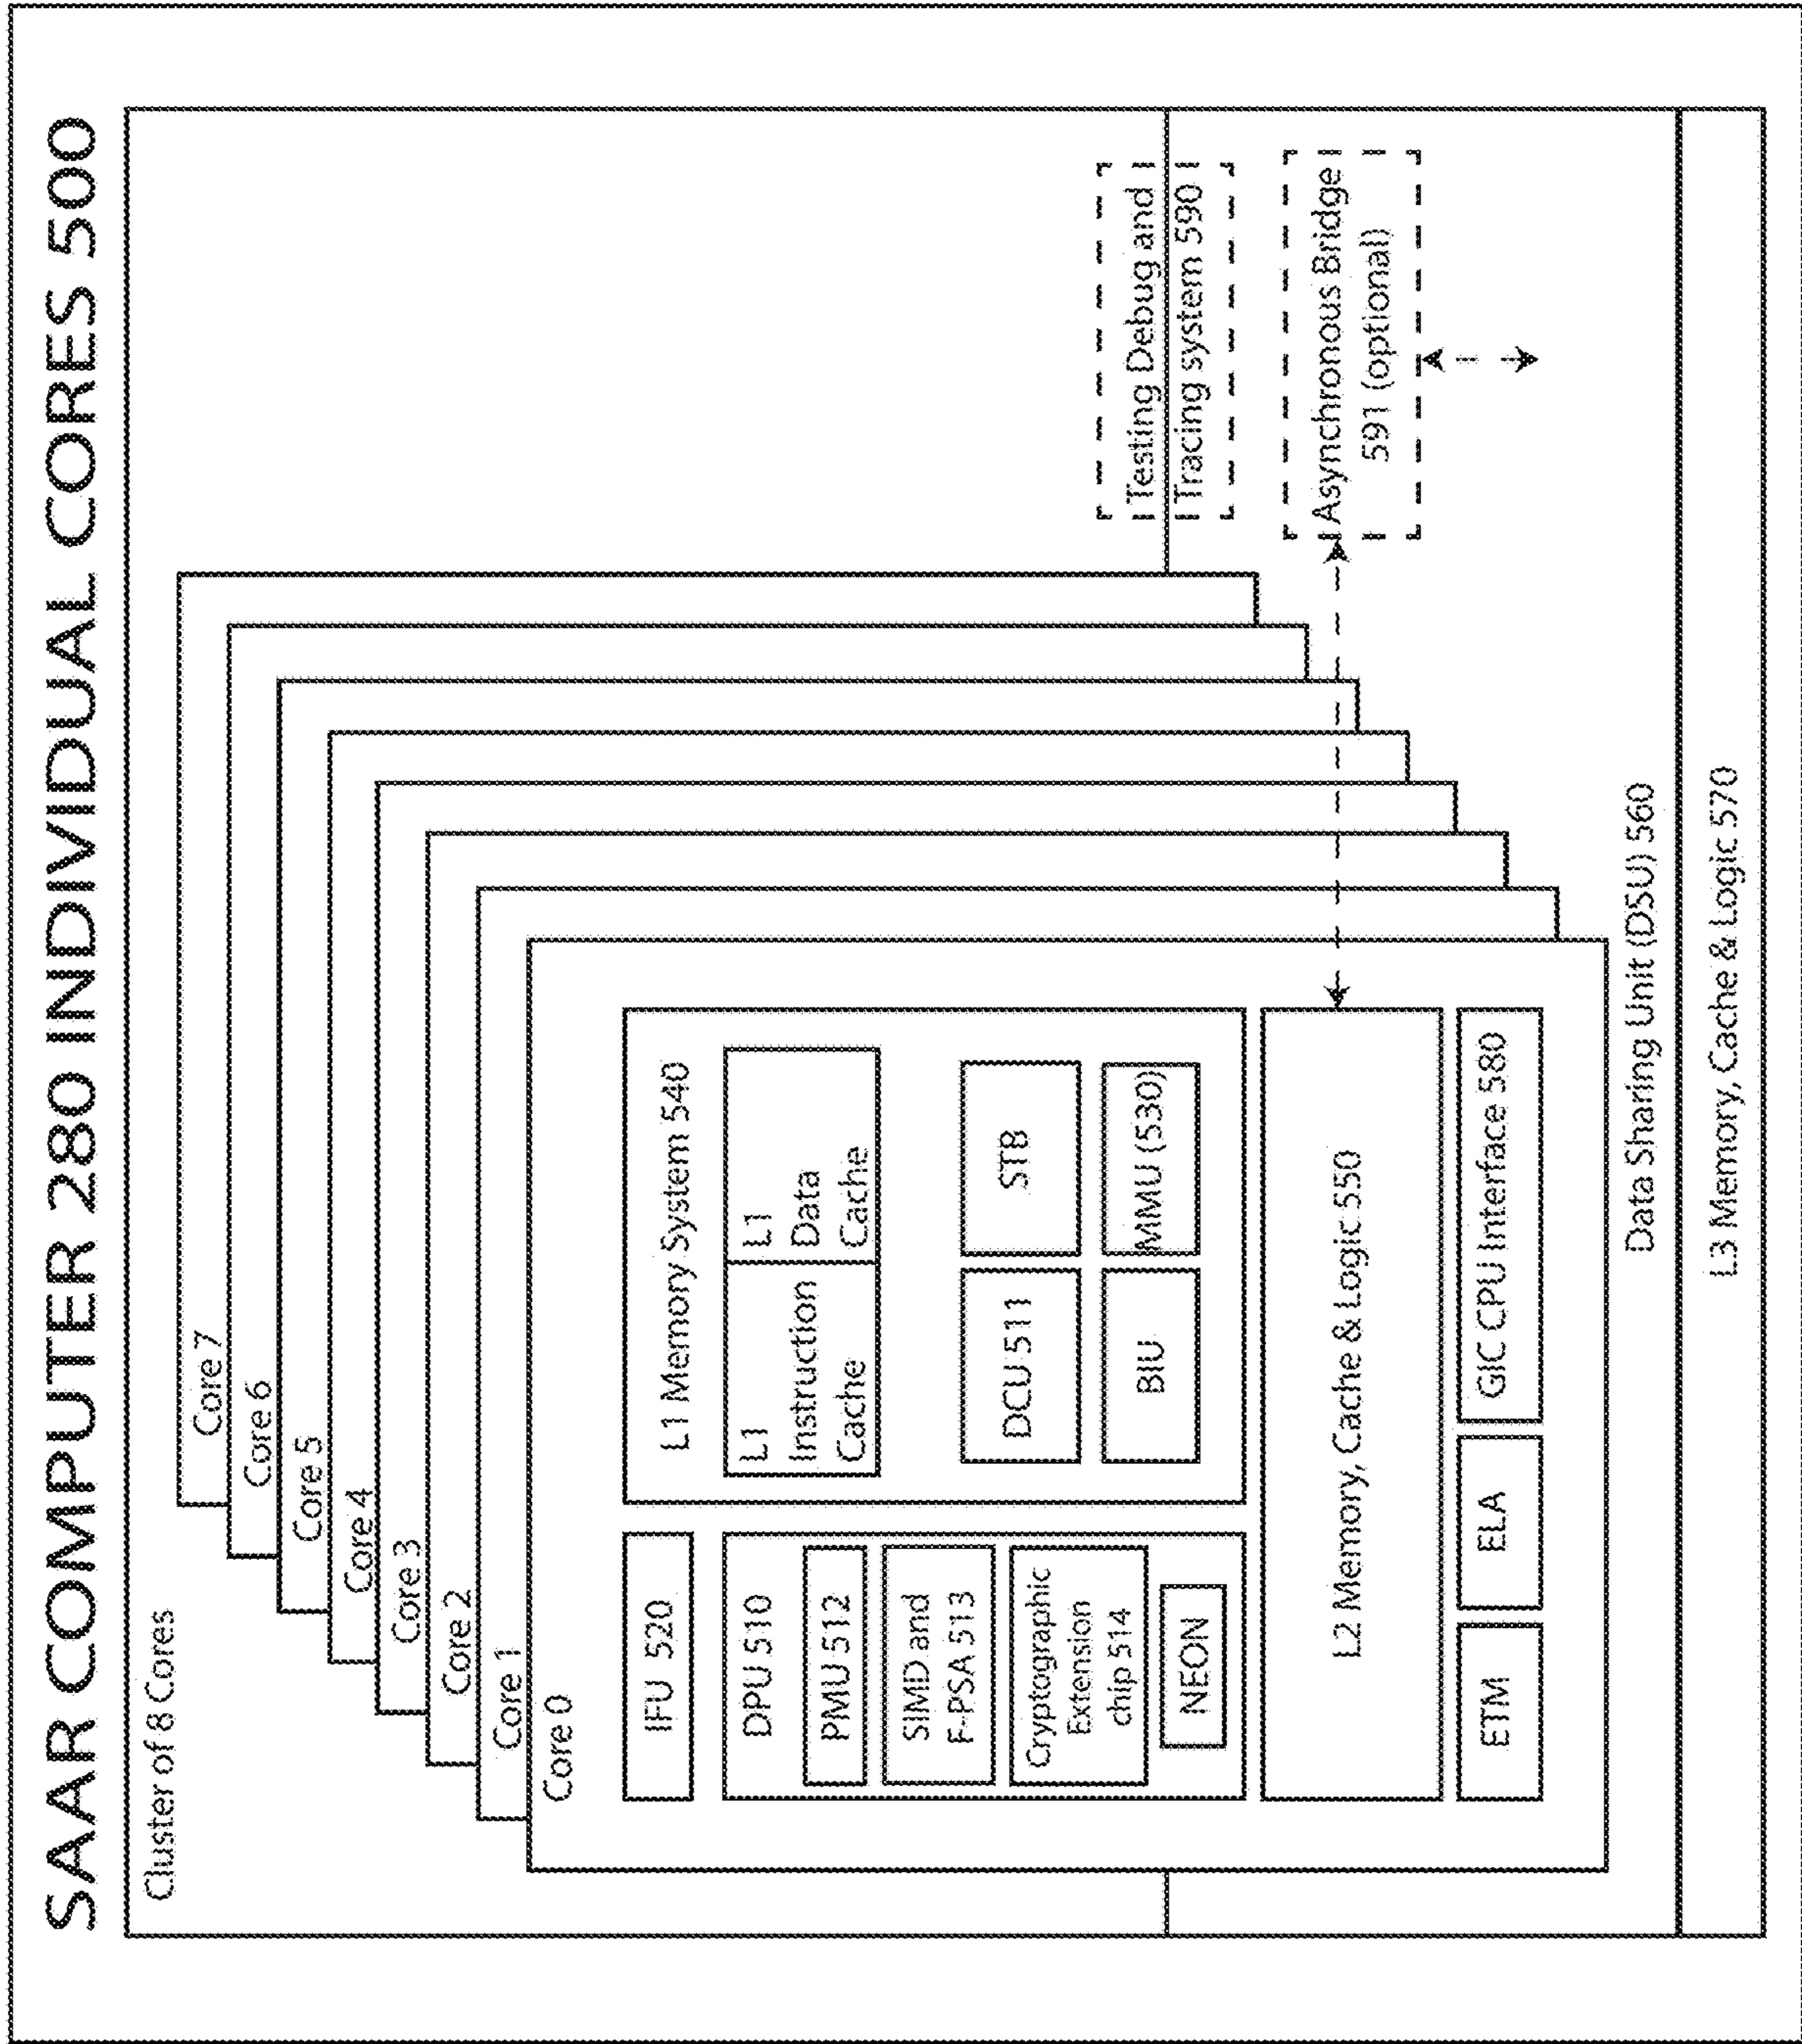 SAAR COMPUTER 280 INDIVIDUAL CORES 500
Cluster of 8 Cores
Core 7
Core 6
Core 5
Core 4
Core 3
Core 2
Core 1
Core 0
IFU 520
DPU 510
PMU 512
SIMD and
F-PSA 513
Cryptographic
Extension
chip 514
NEON
L1 Memory System 540
L1
Instruction
Cache
L1
Data
Cache
DCU 511
STB
BIU
MMU (530)
L2 Memory, Cache & Logic 550
ETM
ELA
GIC CPU Interface 580
Testing Debug and
Tracing system 590
Asynchronous Bridge
591 (optional)
Data Sharing Unit (DSU) 560
L3 Memory, Cache & Logic 570